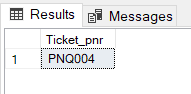 Results Messages
Ticket_pnr
1 PNQ004